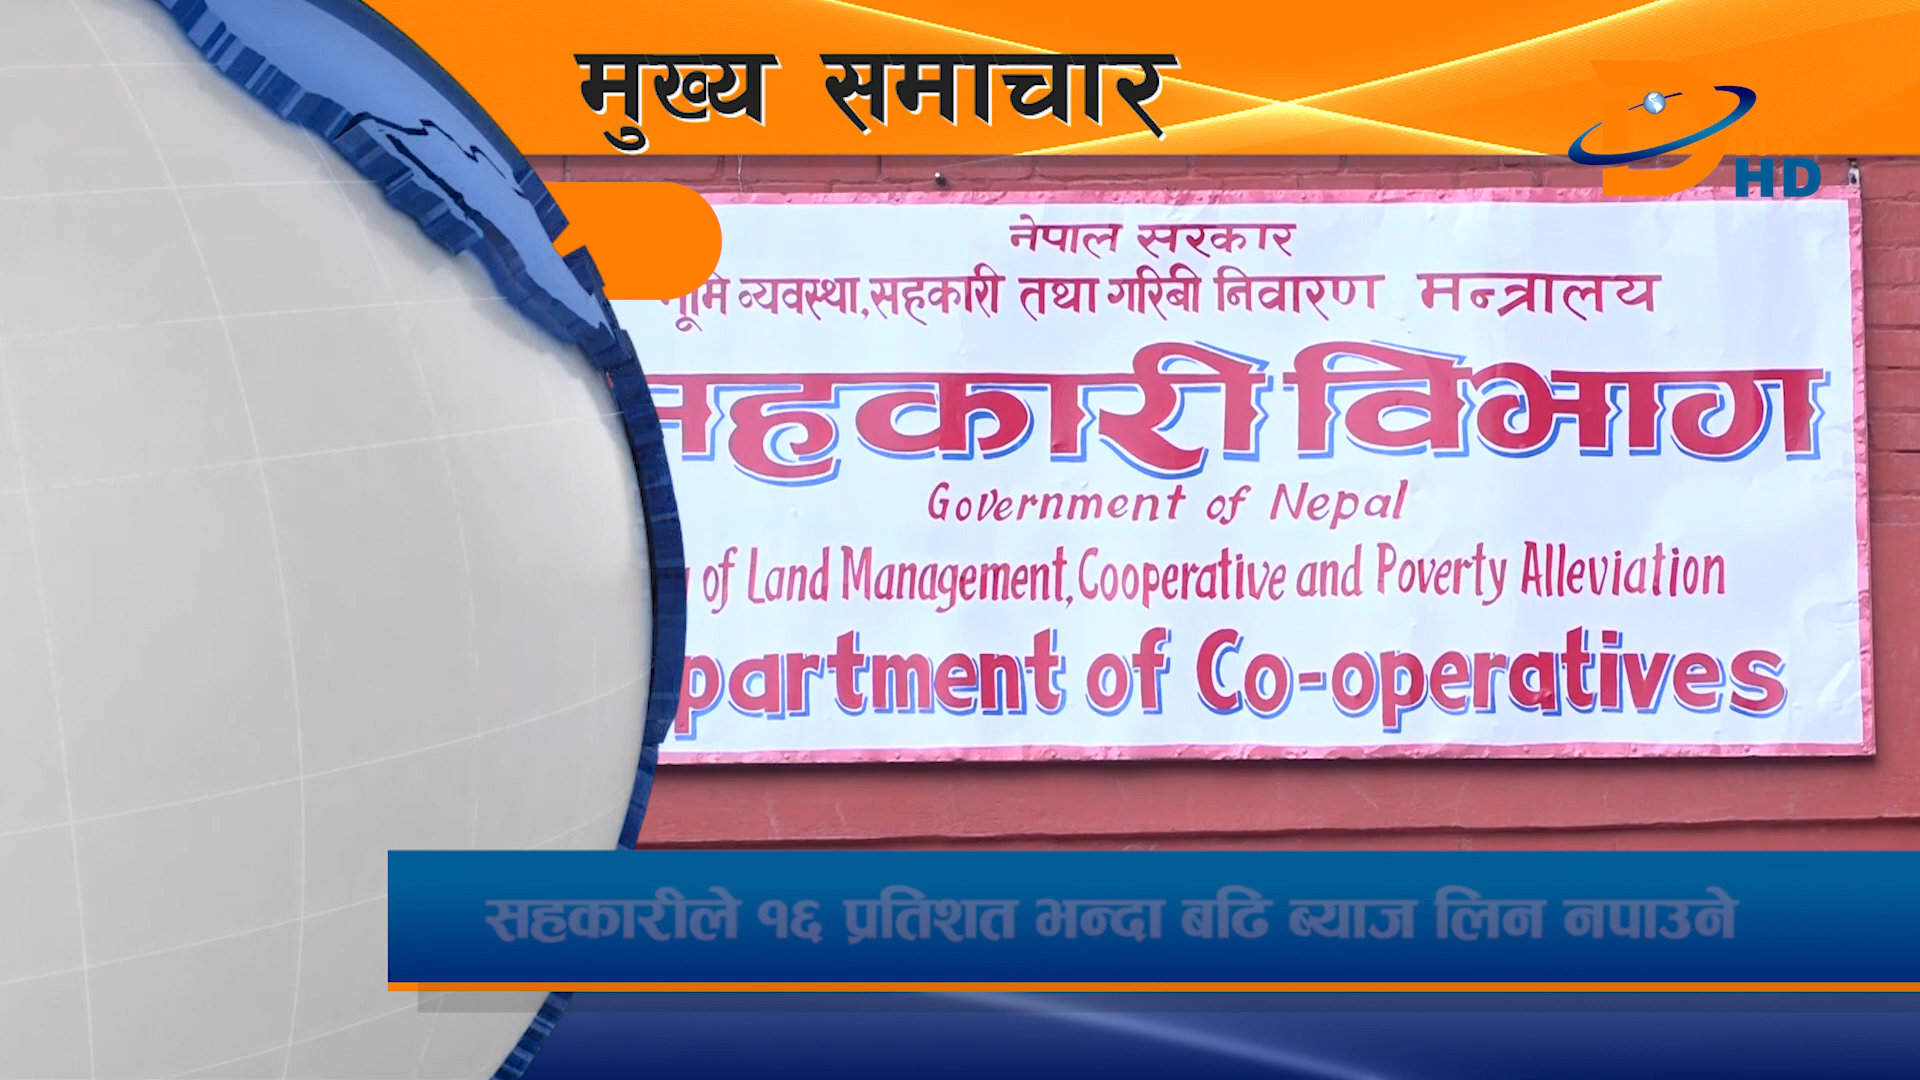 मुख्य समाचार
HD
नेपाल सरकार
व्यवस्था,सहकारी तथा गरिबी निवारण मन्त्रालय
सहकारी विभाग
Government of Nepal
of Land Management,Cooperative and Poverty Alleviation
partment of Co-operatives
सहकारीले १६ प्रतिशत भन्दा बढि ब्याज लिन नपाउने